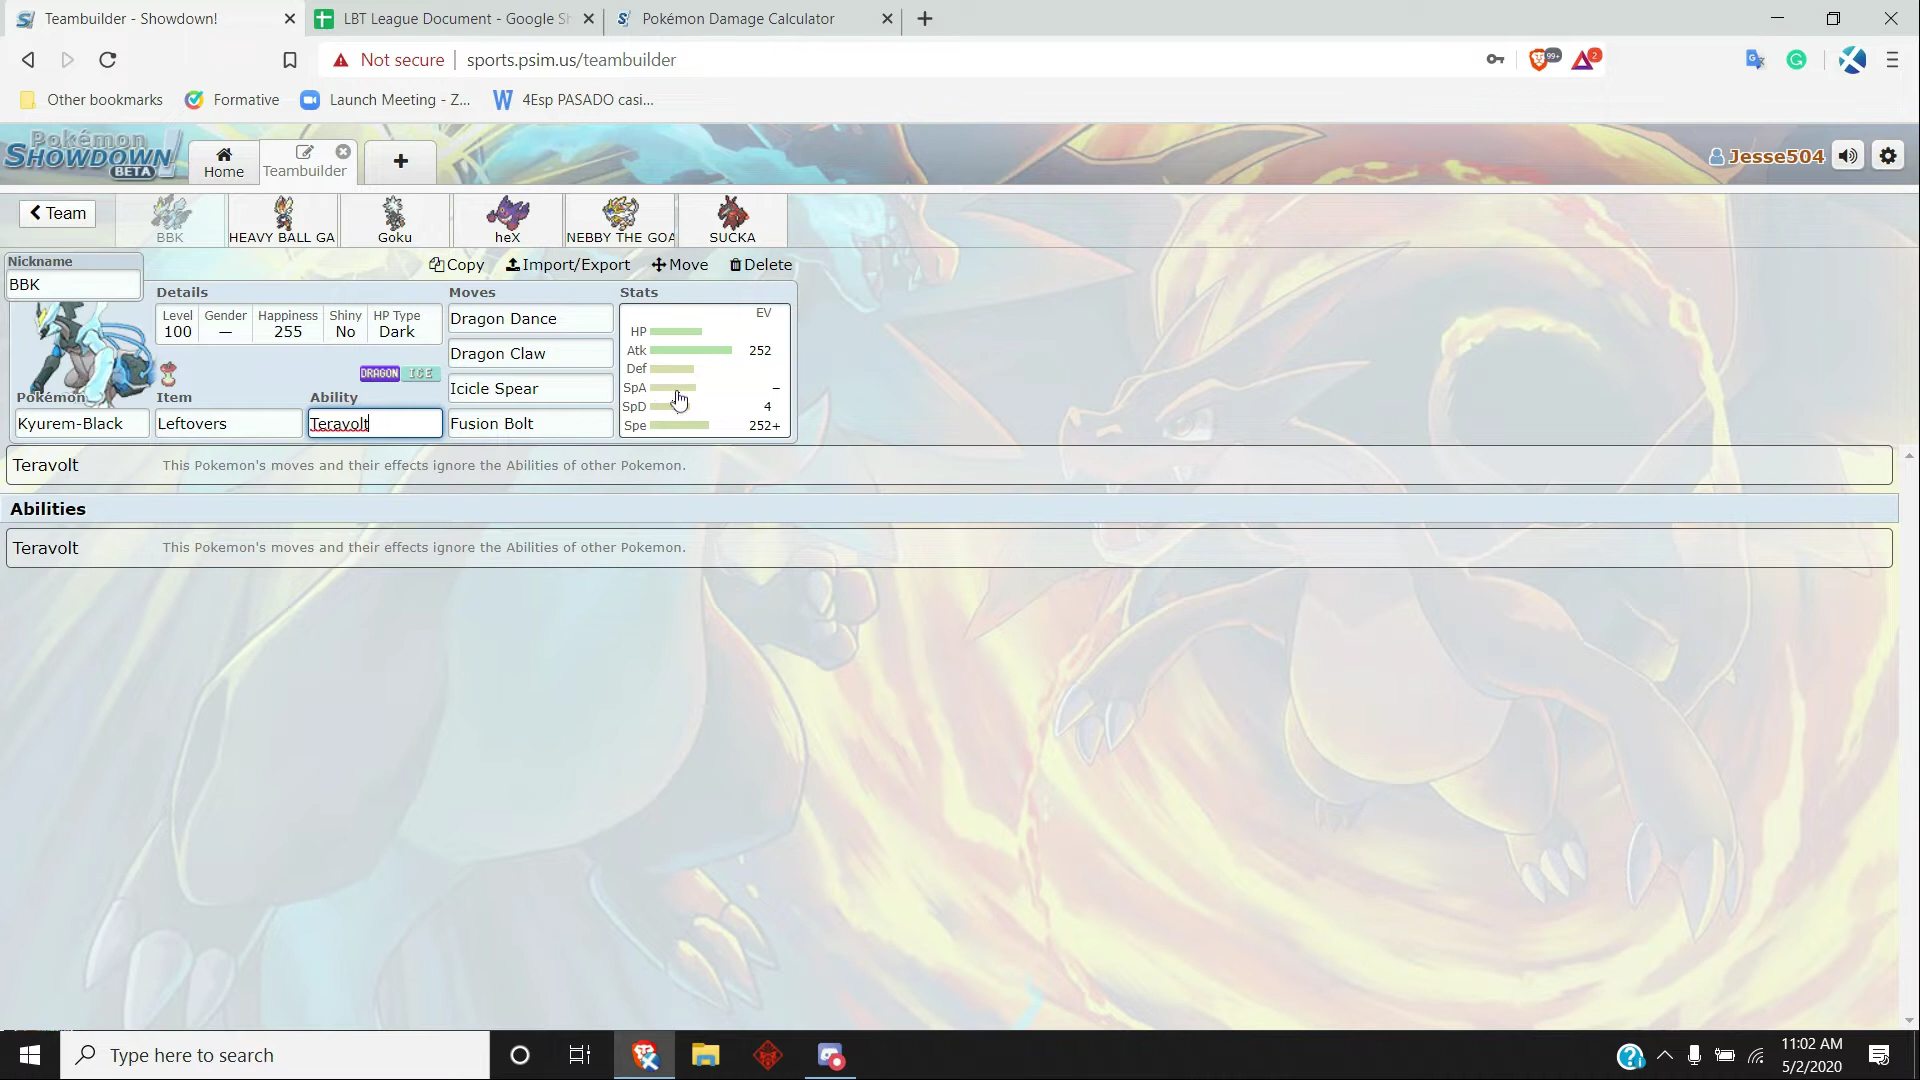 Teambuilder - Showdown!
LBT League Document - Google Sh
Pokémon Damage Calculator
Not secure
sports.psim.us/teambuilder
99+
2
Other bookmarks
Formative
Launch Meeting - Z...
4Esp PASADO casi...
Pokémon
SHOWDOWN!
BETA
Home
Teambuilder
Jesse504
Team
BBK
HEAVY BALL GA
Goku
heX
NEBBY THE GOA
SUCKA
Nickname
BBK
Copy
Import/Export
Move
Delete
Details
Level
100
Gender
—
Happiness
255
Shiny
No
HP Type
Dark
DRAGON
ICE
Pokémon
Kyurem-Black
Item
Leftovers
Ability
Teravolt
Moves
Dragon Dance
Dragon Claw
Icicle Spear
Fusion Bolt
Stats
EV
HP
Atk 252
Def
SpA –
SpD 4
Spe 252+
Teravolt This Pokemon's moves and their effects ignore the Abilities of other Pokemon.
Abilities
Teravolt This Pokemon's moves and their effects ignore the Abilities of other Pokemon.
Type here to search
11:02 AM
5/2/2020